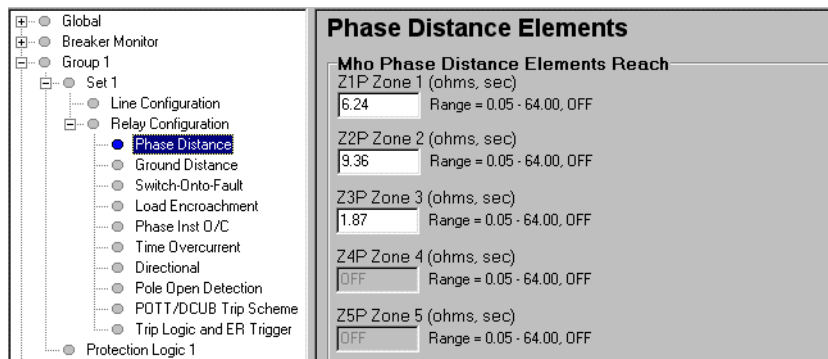 Global
Breaker Monitor
Group 1
Set 1
Line Configuration
Relay Configuration
Phase Distance
Ground Distance
Switch-Onto-Fault
Load Encroachment
Phase Inst O/C
Time Overcurrent
Directional
Pole Open Detection
POTT/DCUB Trip Scheme
Trip Logic and ER Trigger
Protection Logic 1
Phase Distance Elements
Mho Phase Distance Elements Reach
Z1P Zone 1 (ohms, sec)
6.24 Range = 0.05 - 64.00, OFF
Z2P Zone 2 (ohms, sec)
9.36 Range = 0.05 - 64.00, OFF
Z3P Zone 3 (ohms, sec)
1.87 Range = 0.05 - 64.00, OFF
Z4P Zone 4 (ohms, sec)
OFF Range = 0.05 - 64.00, OFF
Z5P Zone 5 (ohms, sec)
OFF Range = 0.05 - 64.00, OFF